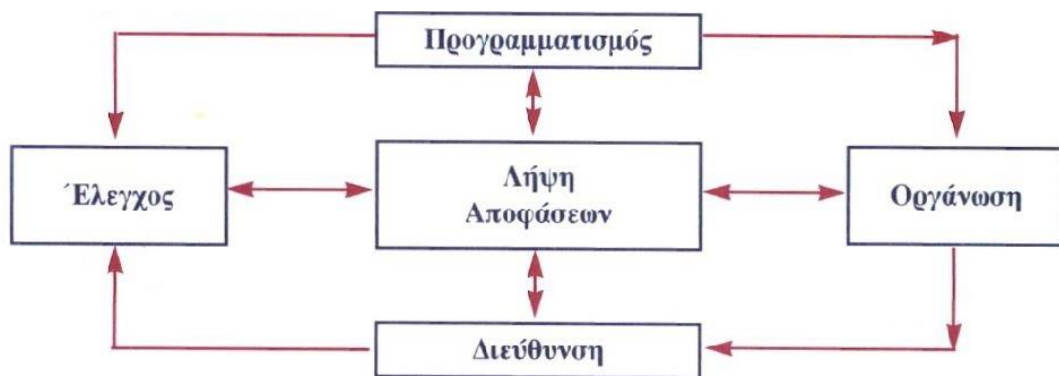 Προγραμματισμός
Έλεγχος
Λήψη
Αποφάσεων
Οργάνωση
Διεύθυνση